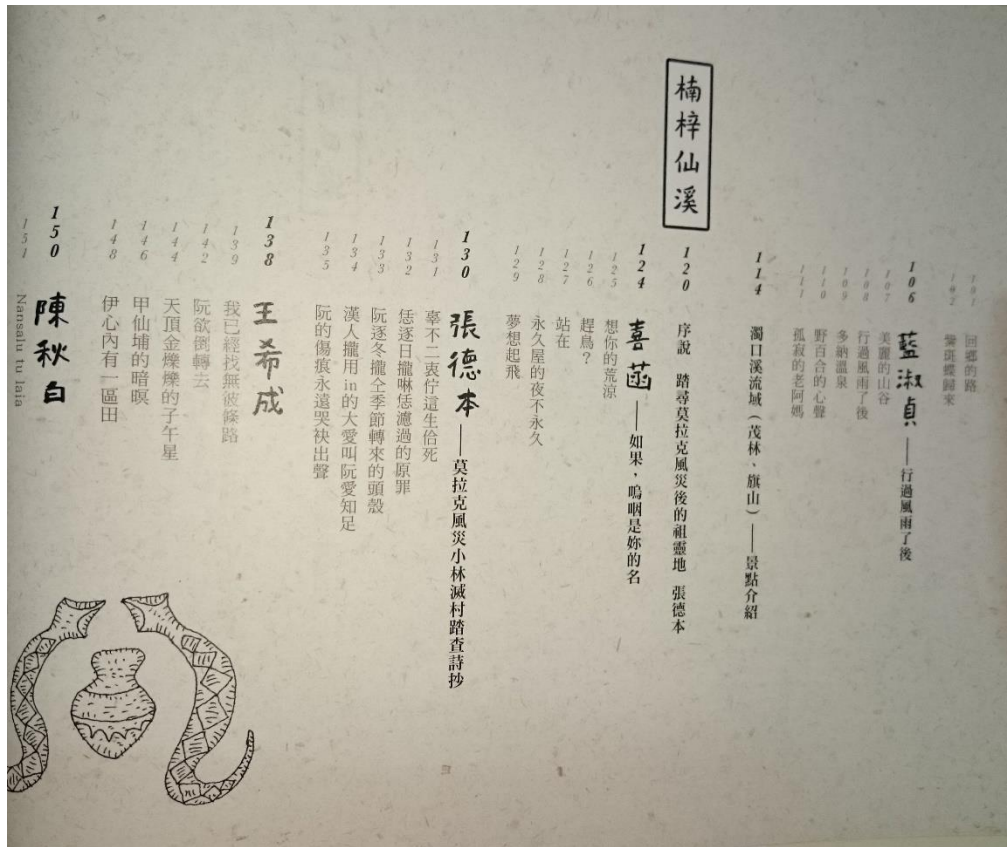 101 回鄉的路
102 紫斑蝶歸來
106 藍淑貞——行過風雨了後
107 美麗的山谷
108 行過風雨了後
109 多納溫泉
110 野百合的心聲
111 孤寂的老阿媽
114 濁口溪流域（茂林、旗山）——景點介紹
楠梓仙溪
120 序說 踏尋莫拉克風災後的祖靈地 張德本
124 喜菡——如果，嗚咽是妳的名
125 想你的荒涼
126 趕鳥？
127 站在
128 永久屋的夜不永久
129 夢想起飛
130 張德本——莫拉克風災小林滅村踏查詩抄
131 辜不二衷佇這生佮死
132 恁逐日攏啉恁濾過的原罪
133 阮逐冬攏仝季節轉來的頭殼
134 漢人攏用in的大愛叫阮愛知足
135 阮的傷痕永遠哭袂出聲
138 王希成
139 我已經找無彼條路
142 阮欲倒轉去
144 天頂金爍爍的子午星
146 甲仙埔的暗暝
148 伊心內有一區田
150 陳秋白
151 Nansalu tu laia